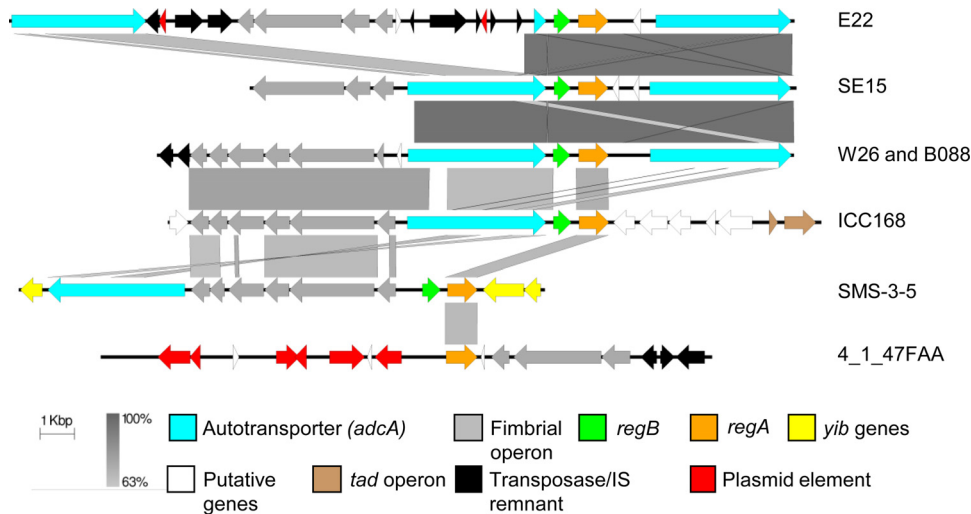 E22
SE15
W26 and B088
ICC168
SMS-3-5
4_1_47FAA
1 Kbp
100%
63%
Autotransporter (adcA)
Fimbrial
operon
regB
regA
yib genes
Putative
genes
tad operon
Transposase/IS
remnant
Plasmid element